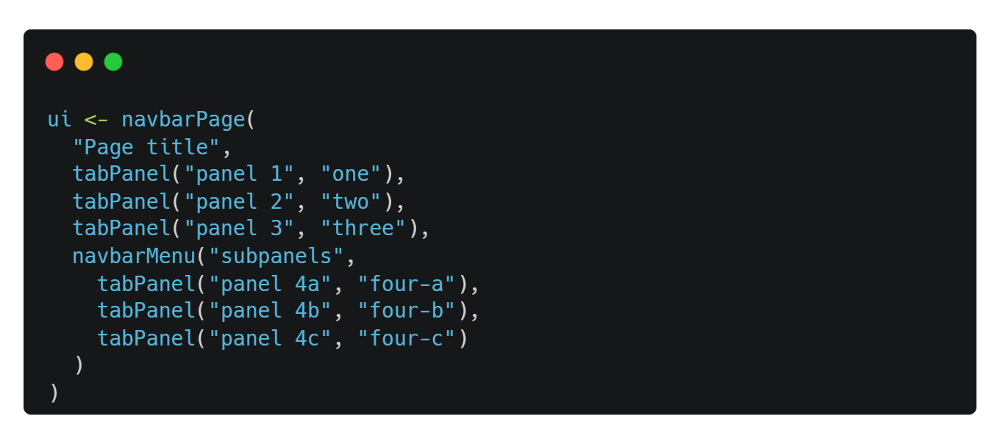 ui <- navbarPage(
  "Page title",
  tabPanel("panel 1", "one"),
  tabPanel("panel 2", "two"),
  tabPanel("panel 3", "three"),
  navbarMenu("subpanels",
    tabPanel("panel 4a", "four-a"),
    tabPanel("panel 4b", "four-b"),
    tabPanel("panel 4c", "four-c")
  )
)